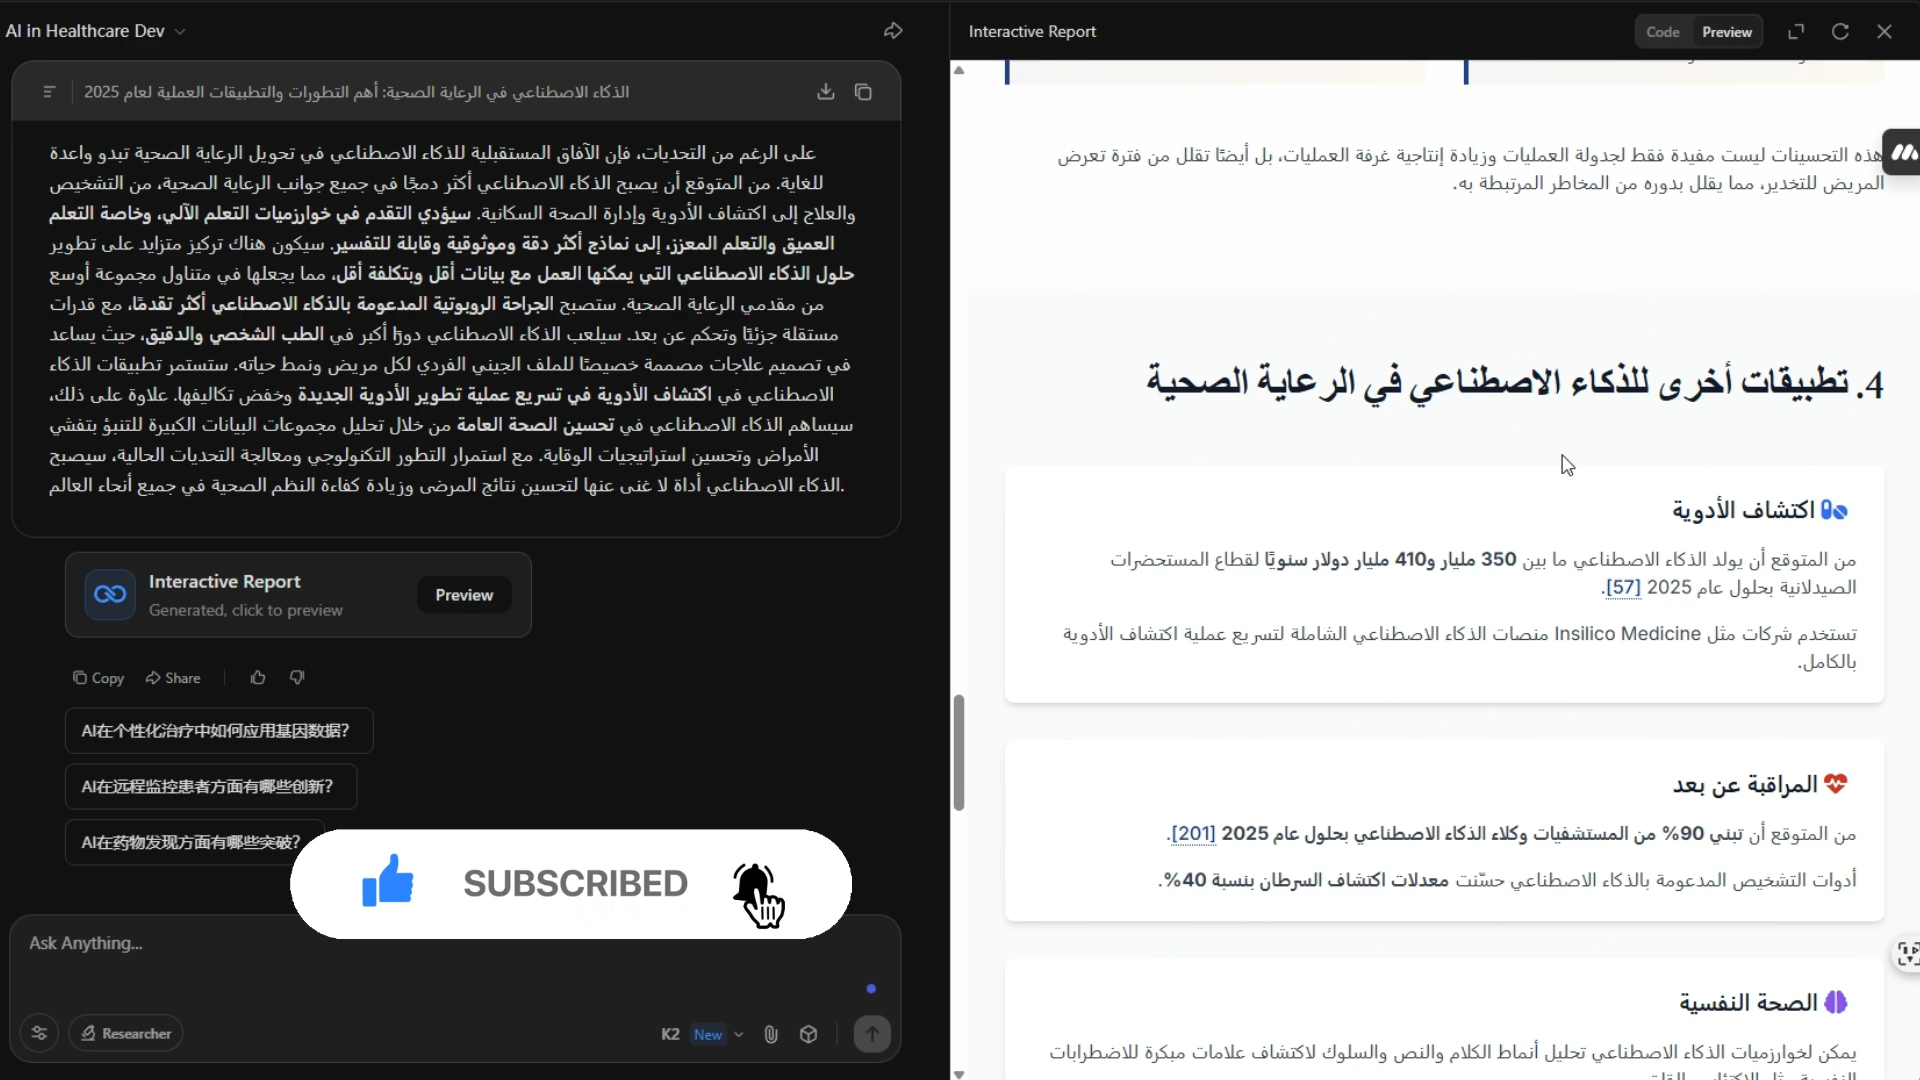 AI in Healthcare Dev
الذكاء الاصطناعي في الرعاية الصحية: أهم التطورات والتطبيقات العملية لعام 2025
على الرغم من التحديات، فإن الآفاق المستقبلية للذكاء الاصطناعي في تحويل الرعاية الصحية تبدو واعدة
للغاية. من المتوقع أن يصبح الذكاء الاصطناعي أكثر دمجًا في جميع جوانب الرعاية الصحية، من التشخيص
والعلاج إلى اكتشاف الأدوية وإدارة الصحة السكانية. سيؤدي التقدم في خوارزميات التعلم الآلي، وخاصة التعلم
العميق والتعلم المعزز، إلى نماذج أكثر دقة وموثوقية وقابلة للتفسير. سيكون هناك تركيز متزايد على تطوير
حلول الذكاء الاصطناعي التي يمكنها العمل مع بيانات أقل وبتكلفة أقل، مما يجعلها في متناول مجموعة أوسع
من مقدمي الرعاية الصحية. ستصبح الجراحة الروبوتية المدعومة بالذكاء الاصطناعي أكثر تقدمًا، مع قدرات
مستقلة جزئيًا وتحكم عن بعد. سيلعب الذكاء الاصطناعي دورًا أكبر في الطب الشخصي والدقيق، حيث يساعد
في تصميم علاجات مصممة خصيصًا للملف الجيني الفردي لكل مريض ونمط حياته. ستستمر تطبيقات الذكاء
الاصطناعي في اكتشاف الأدوية في تسريع عملية تطوير الأدوية الجديدة وخفض تكاليفها. علاوة على ذلك،
سيساهم الذكاء الاصطناعي في تحسين الصحة العامة من خلال تحليل مجموعات البيانات الكبيرة للتنبؤ بتفشي
الأمراض وتحسين استراتيجيات الوقاية. مع استمرار التطور التكنولوجي ومعالجة التحديات الحالية، سيصبح
الذكاء الاصطناعي أداة لا غنى عنها لتحسين نتائج المرضى وزيادة كفاءة النظم الصحية في جميع أنحاء العالم.
Interactive Report
Generated, click to preview
Preview
Copy
Share
AI在个性化治疗中如何应用基因数据?
AI在远程监控患者方面有哪些创新?
AI在药物发现方面有哪些突破?
SUBSCRIBED
Ask Anything...
Researcher
K2 New
Interactive Report
Code Preview
هذه التحسينات ليست مفيدة فقط لجدولة العمليات وزيادة إنتاجية غرفة العمليات، بل أيضًا تقلل من فترة تعرض
المريض للتخدير، مما يقلل بدوره من المخاطر المرتبطة به.
4. تطبيقات أخرى للذكاء الاصطناعي في الرعاية الصحية
اكتشاف الأدوية
من المتوقع أن يولد الذكاء الاصطناعي ما بين 350 مليار و410 مليار دولار سنويًا لقطاع المستحضرات
الصيدلانية بحلول عام 2025 [57].
تستخدم شركات مثل Insilico Medicine منصات الذكاء الاصطناعي الشاملة لتسريع عملية اكتشاف الأدوية
بالكامل.
المراقبة عن بعد
من المتوقع أن تبني 90% من المستشفيات وكلاء الذكاء الاصطناعي بحلول عام 2025 [201].
أدوات التشخيص المدعومة بالذكاء الاصطناعي حسّنت معدلات اكتشاف السرطان بنسبة 40%.
الصحة النفسية
يمكن لخوارزميات الذكاء الاصطناعي تحليل أنماط الكلام والنص والسلوك لاكتشاف علامات مبكرة للاضطرابات